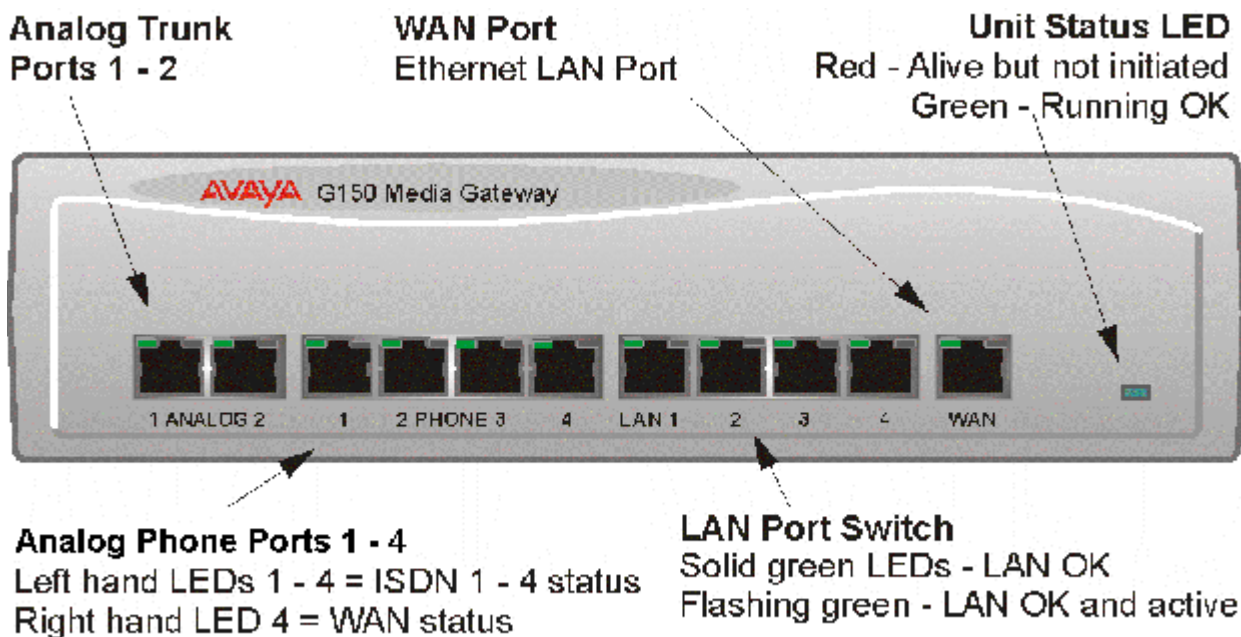 Analog Trunk
Ports 1 - 2
WAN Port
Ethernet LAN Port
Unit Status LED
Red - Alive but not initiated
Green - Running OK
AVAYA G150 Media Gateway
1 ANALOG 2 1 2 PHONE 3 4 LAN 1 2 3 4 WAN
Analog Phone Ports 1 - 4
Left hand LEDs 1 - 4 = ISDN 1 - 4 status
Right hand LED 4 = WAN status
LAN Port Switch
Solid green LEDs - LAN OK
Flashing green - LAN OK and active